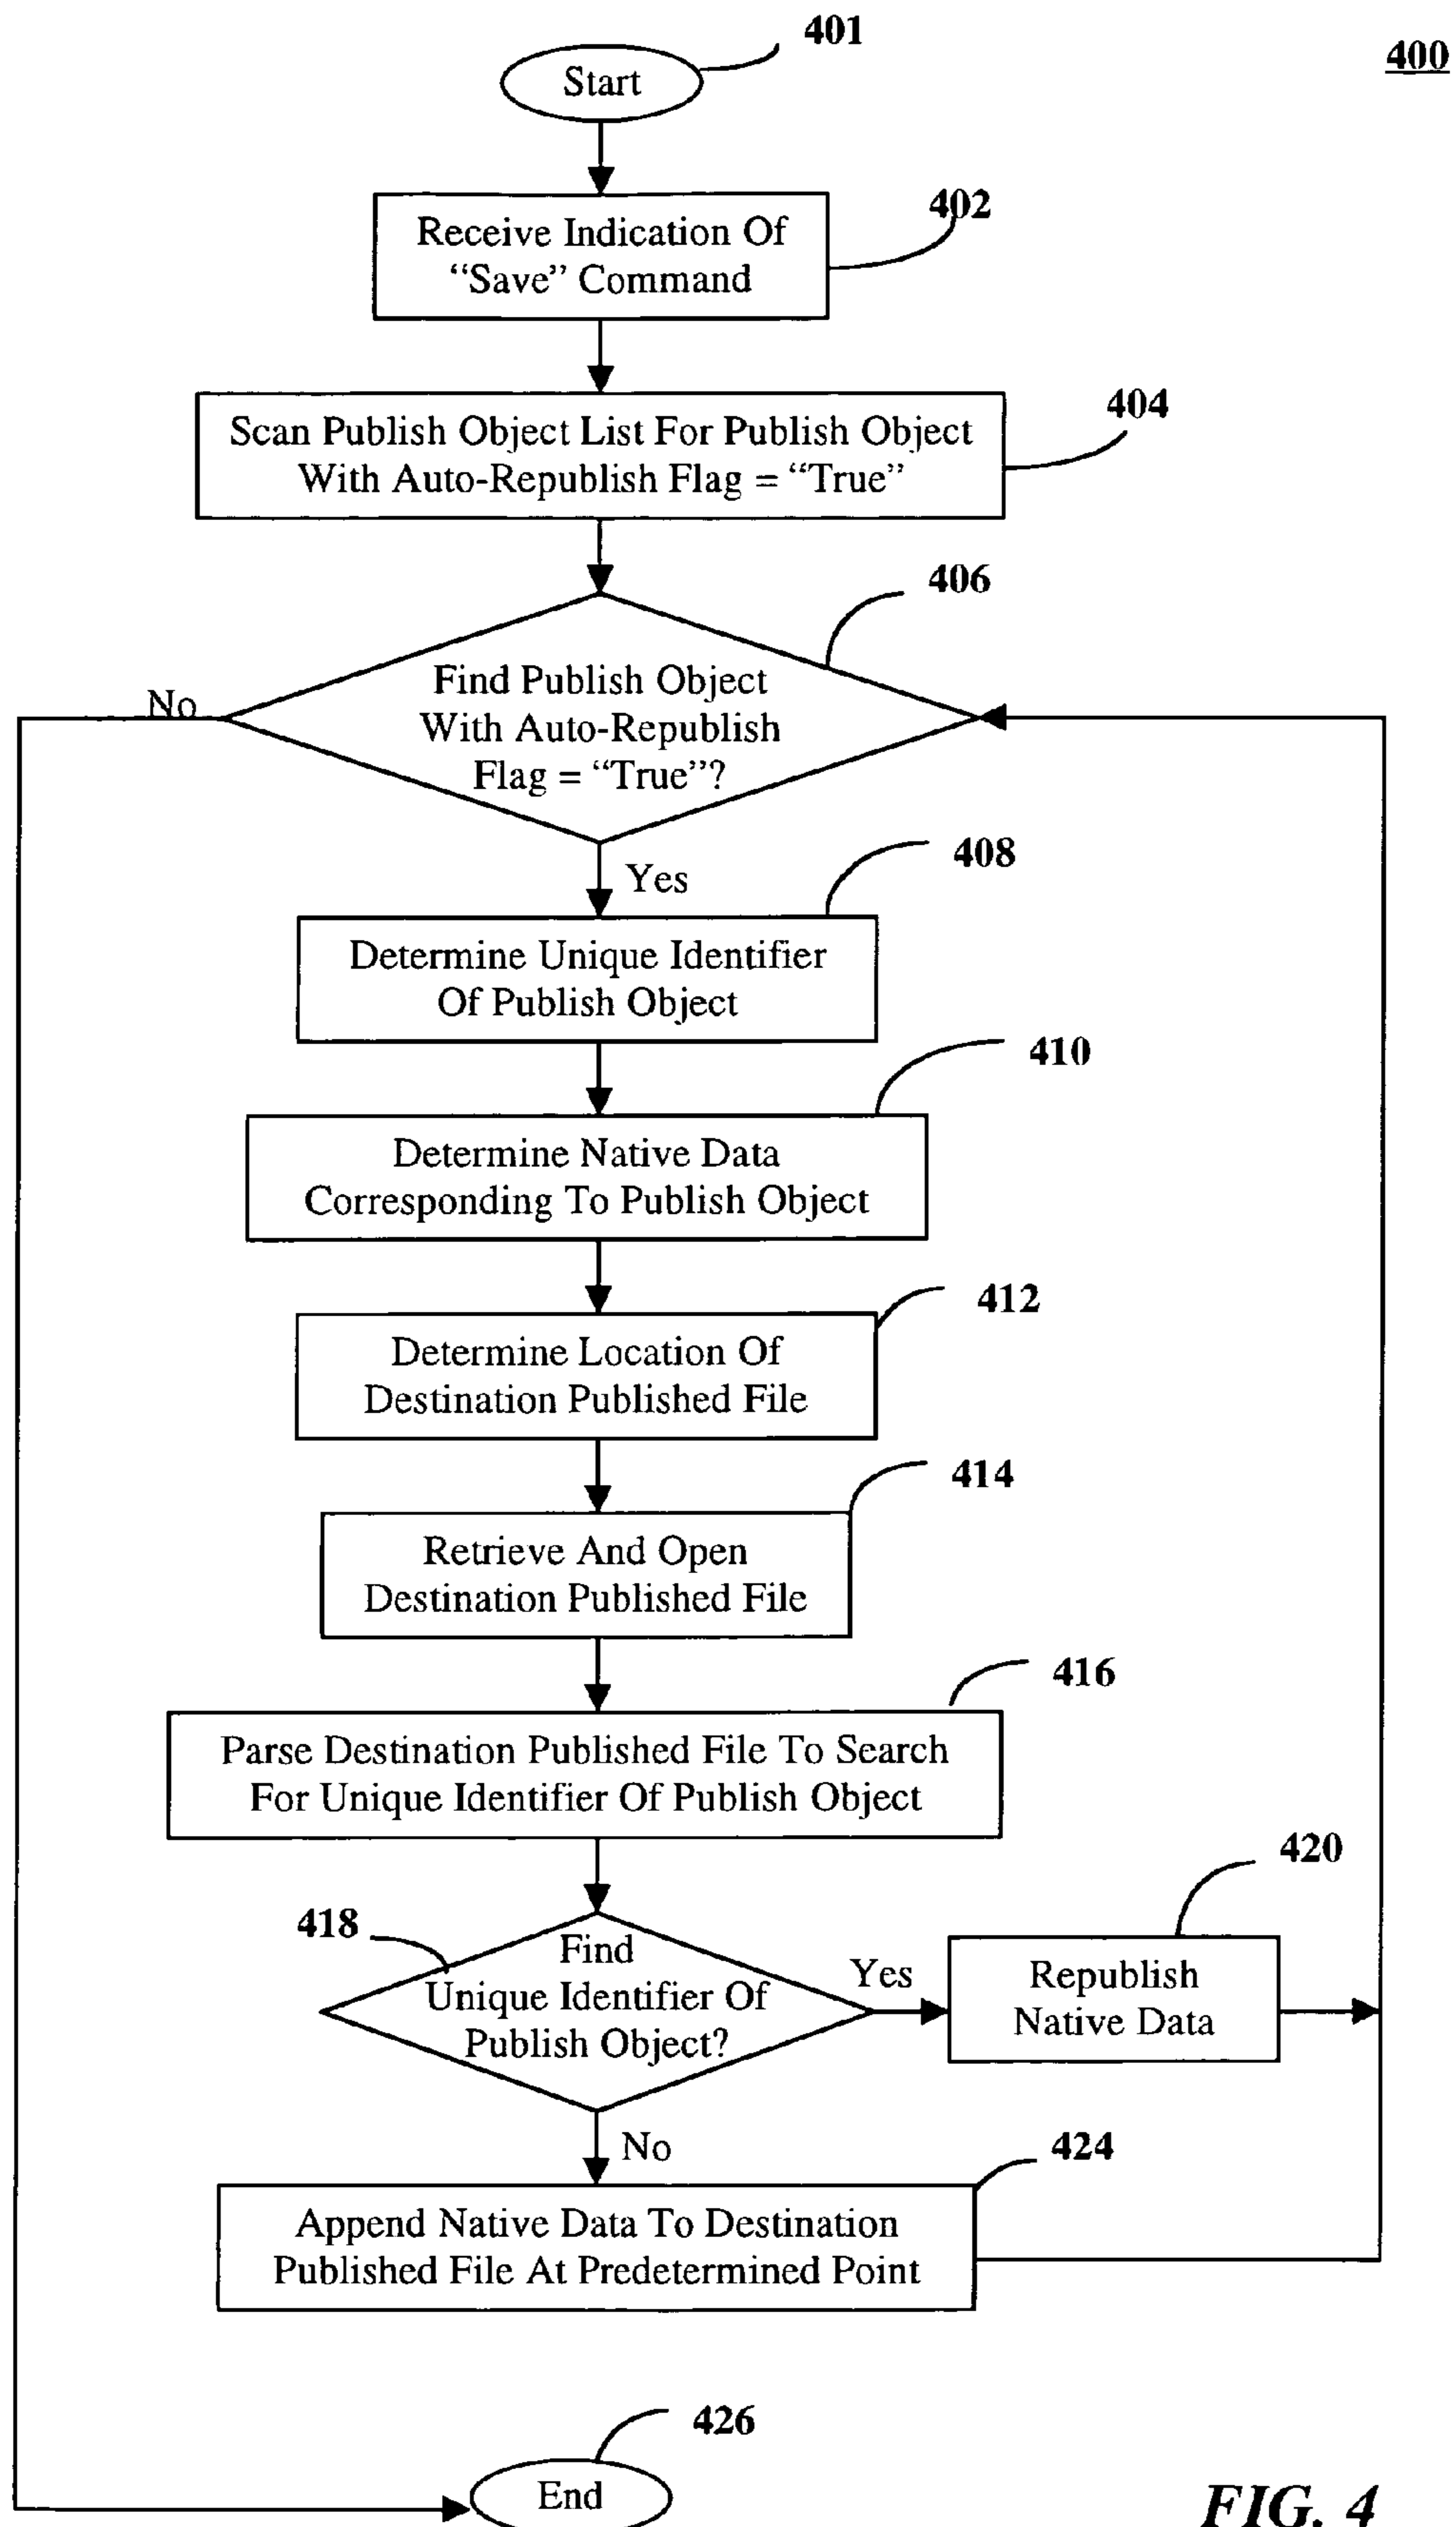 401
400
Start
402
Receive Indication Of
“Save” Command
404
Scan Publish Object List For Publish Object
With Auto-Republish Flag = “True”
406
Find Publish Object
With Auto-Republish
Flag = “True”?
No
Yes
408
Determine Unique Identifier
Of Publish Object
410
Determine Native Data
Corresponding To Publish Object
412
Determine Location Of
Destination Published File
414
Retrieve And Open
Destination Published File
416
Parse Destination Published File To Search
For Unique Identifier Of Publish Object
418
Find
Unique Identifier Of
Publish Object?
Yes
420
Republish
Native Data
No
424
Append Native Data To Destination
Published File At Predetermined Point
426
End
FIG. 4